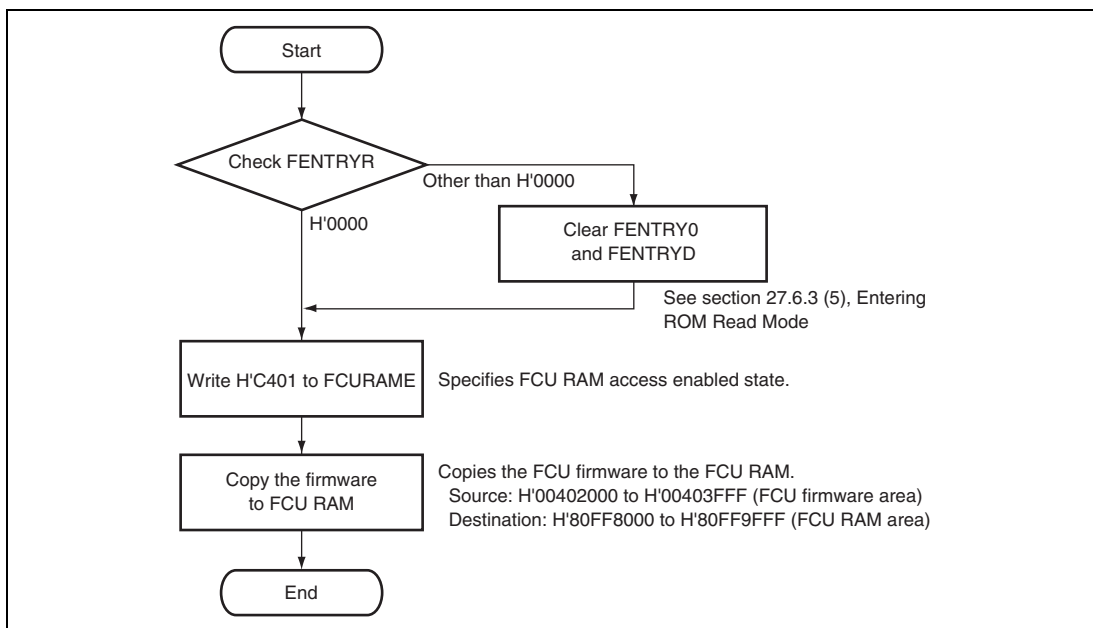 Start
Check FENTRYR
Other than H'0000
H'0000
Clear FENTRY0
and FENTRYD
See section 27.6.3 (5), Entering
ROM Read Mode
Write H'C401 to FCURAME
Specifies FCU RAM access enabled state.
Copy the firmware
to FCU RAM
Copies the FCU firmware to the FCU RAM.
Source: H'00402000 to H'00403FFF (FCU firmware area)
Destination: H'80FF8000 to H'80FF9FFF (FCU RAM area)
End